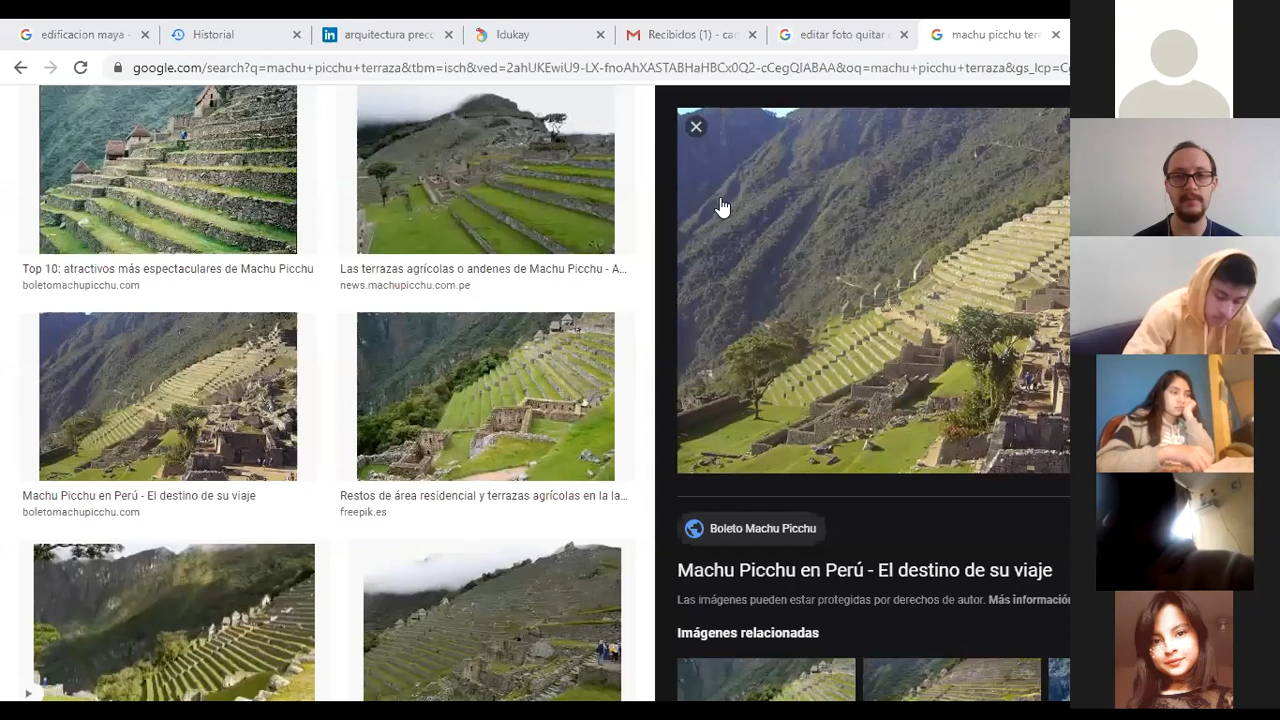 edificacion maya -
Historial
arquitectura precc
Idukay
Recibidos (1) - car
editar foto quitar c
machu picchu terr
google.com/search?q=machu+picchu+terraza&tbm=isch&ved=2ahUKEwiU9-LX-fnoAhXASTABHaHBCx0Q2-cCegQIABAA&oq=machu+picchu+terraza&gs_lcp=Cg
Top 10: atractivos más espectaculares de Machu Picchu
boletomachupicchu.com
Las terrazas agrícolas o andenes de Machu Picchu - A...
news.machupicchu.com.pe
Machu Picchu en Perú - El destino de su viaje
boletomachupicchu.com
Restos de área residencial y terrazas agrícolas en la la...
freepik.es
Boleto Machu Picchu
Machu Picchu en Perú - El destino de su viaje
Las imágenes pueden estar protegidas por derechos de autor. Más información
Imágenes relacionadas